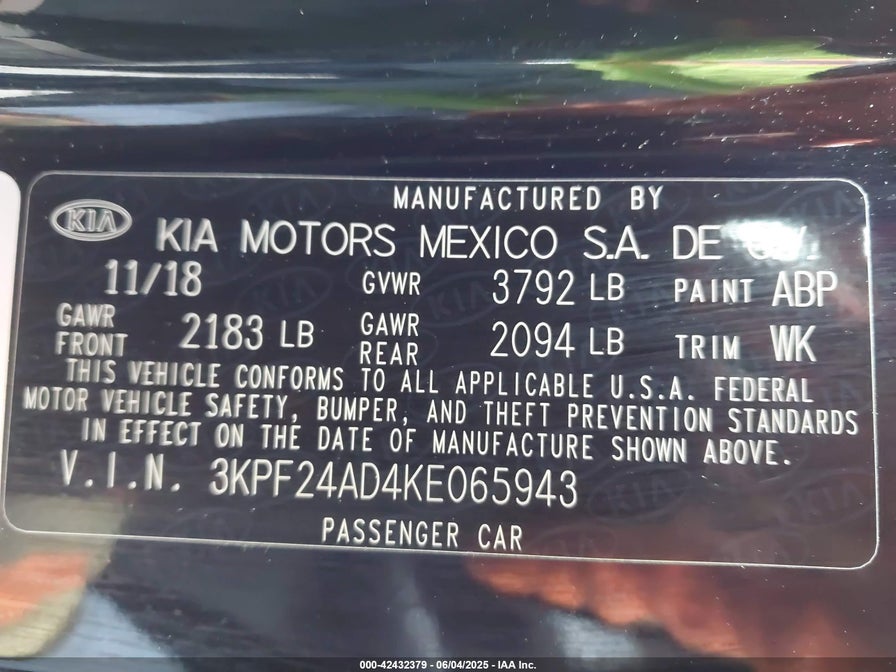 MANUFACTURED BY
KIA
KIA MOTORS MEXICO S.A. DE
11/18 GVWR 3792 LB PAINT ABP
GAWR FRONT 2183 LB GAWR REAR 2094 LB TRIM WK
THIS VEHICLE CONFORMS TO ALL APPLICABLE U.S.A. FEDERAL
MOTOR VEHICLE SAFETY, BUMPER, AND THEFT PREVENTION STANDARDS
IN EFFECT ON THE DATE OF MANUFACTURE SHOWN ABOVE.
V.I.N. 3KPF24AD4KE065943
PASSENGER CAR
000-42432379 - 06/04/2025 - IAA Inc.